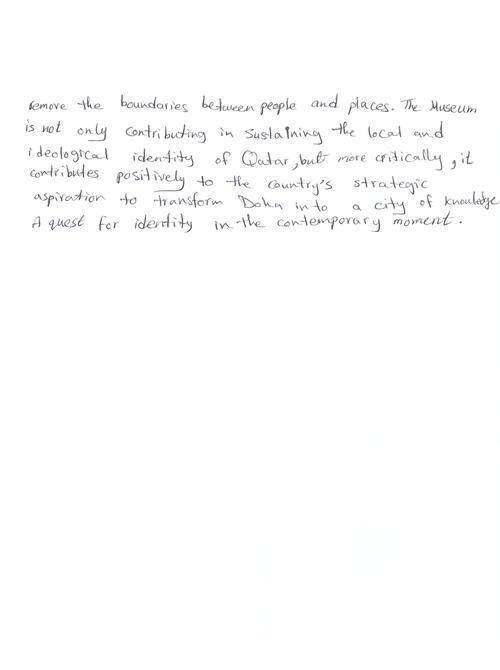 remove the boundaries between people and places. The Museum
is not only contributing in sustaining the local and
ideological identity of Qatar, but more critically, it
contributes positively to the country's strategic
aspiration to transform Doha into a city of knowledge
A quest for identity in the contemporary moment.